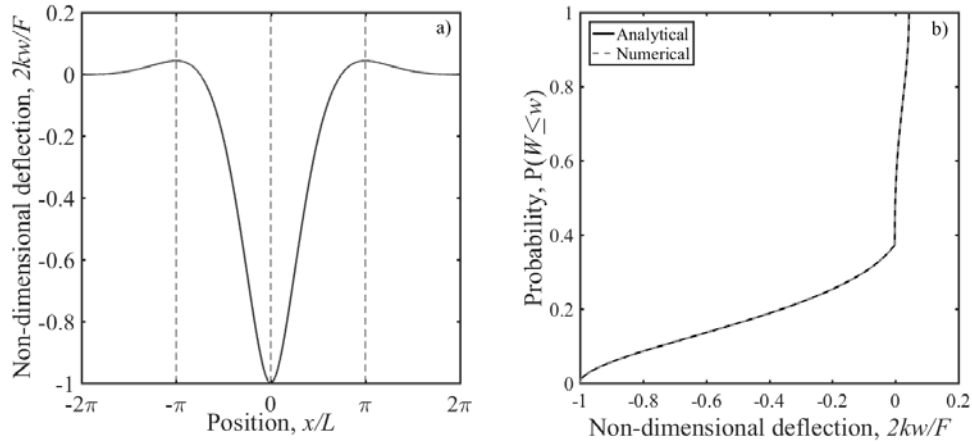 a)
Non-dimensional deflection, 2kw/F
0.2
0
-0.2
-0.4
-0.6
-0.8
-1
-2π
-π
0
π
2π
Position, x/L
b)
Analytical
Numerical
Probability, P(W≤w)
1
0.8
0.6
0.4
0.2
0
-1
-0.8
-0.6
-0.4
-0.2
0
0.2
Non-dimensional deflection, 2kw/F